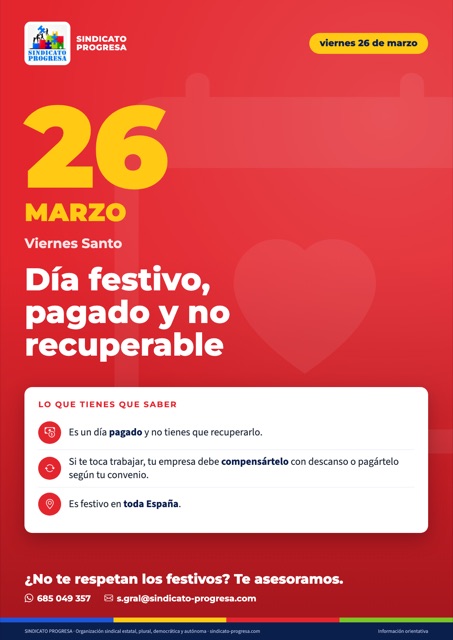 SINDICATO
PROGRESA
SINDICATO
PROGRESA
viernes 26 de marzo
26
MARZO
Viernes Santo
Día festivo,
pagado y no
recuperable
LO QUE TIENES QUE SABER
Es un día pagado y no tienes que recuperarlo.
Si te toca trabajar, tu empresa debe compensártelo con descanso o pagártelo
según tu convenio.
Es festivo en toda España.
¿No te respetan los festivos? Te asesoramos.
685 049 357 s.gral@sindicato-progresa.com
SINDICATO PROGRESA · Organización sindical estatal, plural, democrática y autónoma · sindicato-progresa.com
Información orientativa